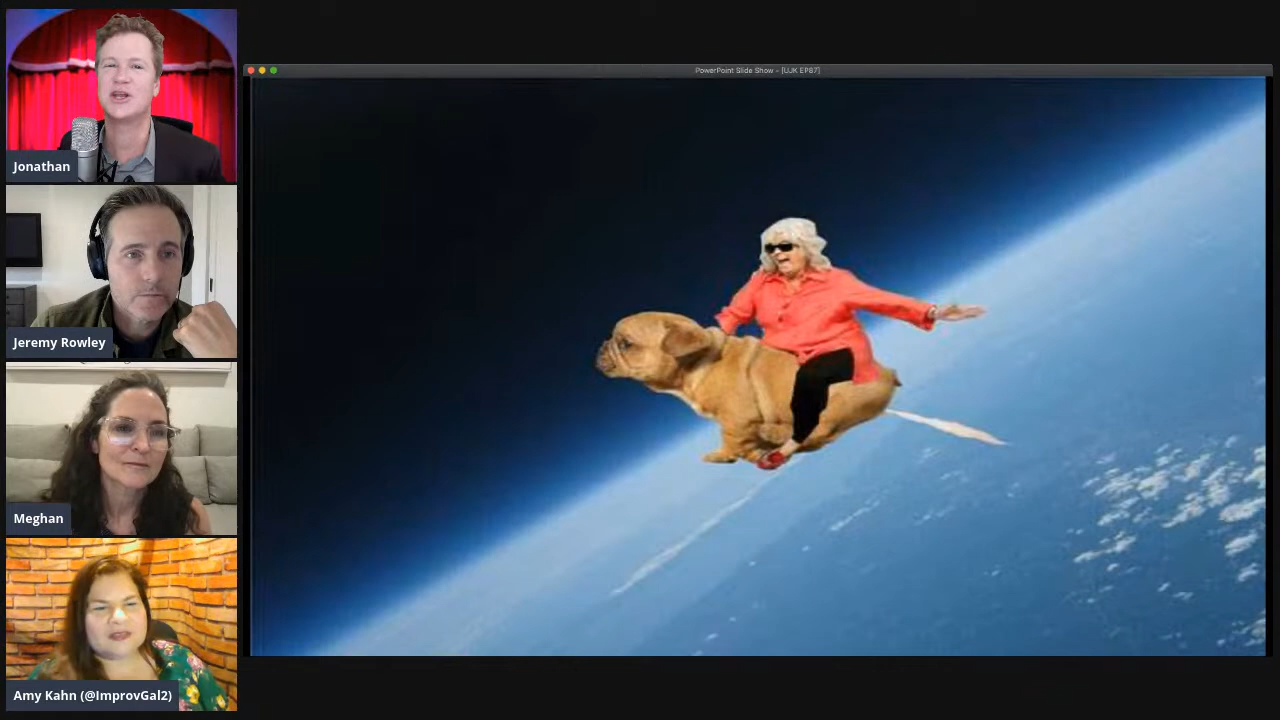 PowerPoint Slide Show - [UJK EP87]
Jonathan
Jeremy Rowley
Meghan
Amy Kahn (@ImprovGal2)